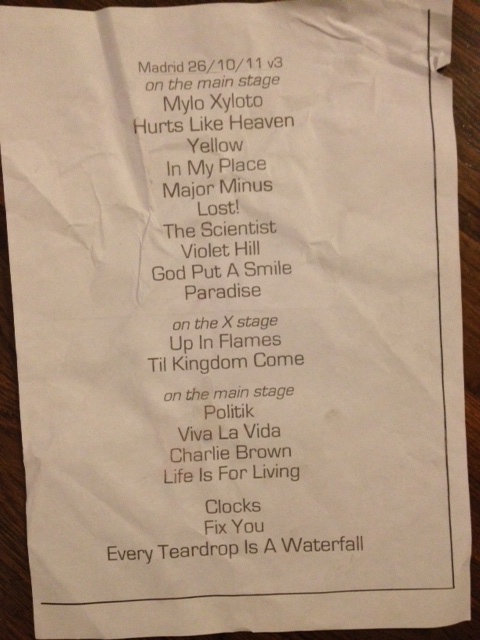 Madrid 26/10/11 v3
on the main stage
Mylo Xyloto
Hurts Like Heaven
Yellow
In My Place
Major Minus
Lost!
The Scientist
Violet Hill
God Put A Smile
Paradise
on the X stage
Up In Flames
Til Kingdom Come
on the main stage
Politik
Viva La Vida
Charlie Brown
Life Is For Living
Clocks
Fix You
Every Teardrop Is A Waterfall